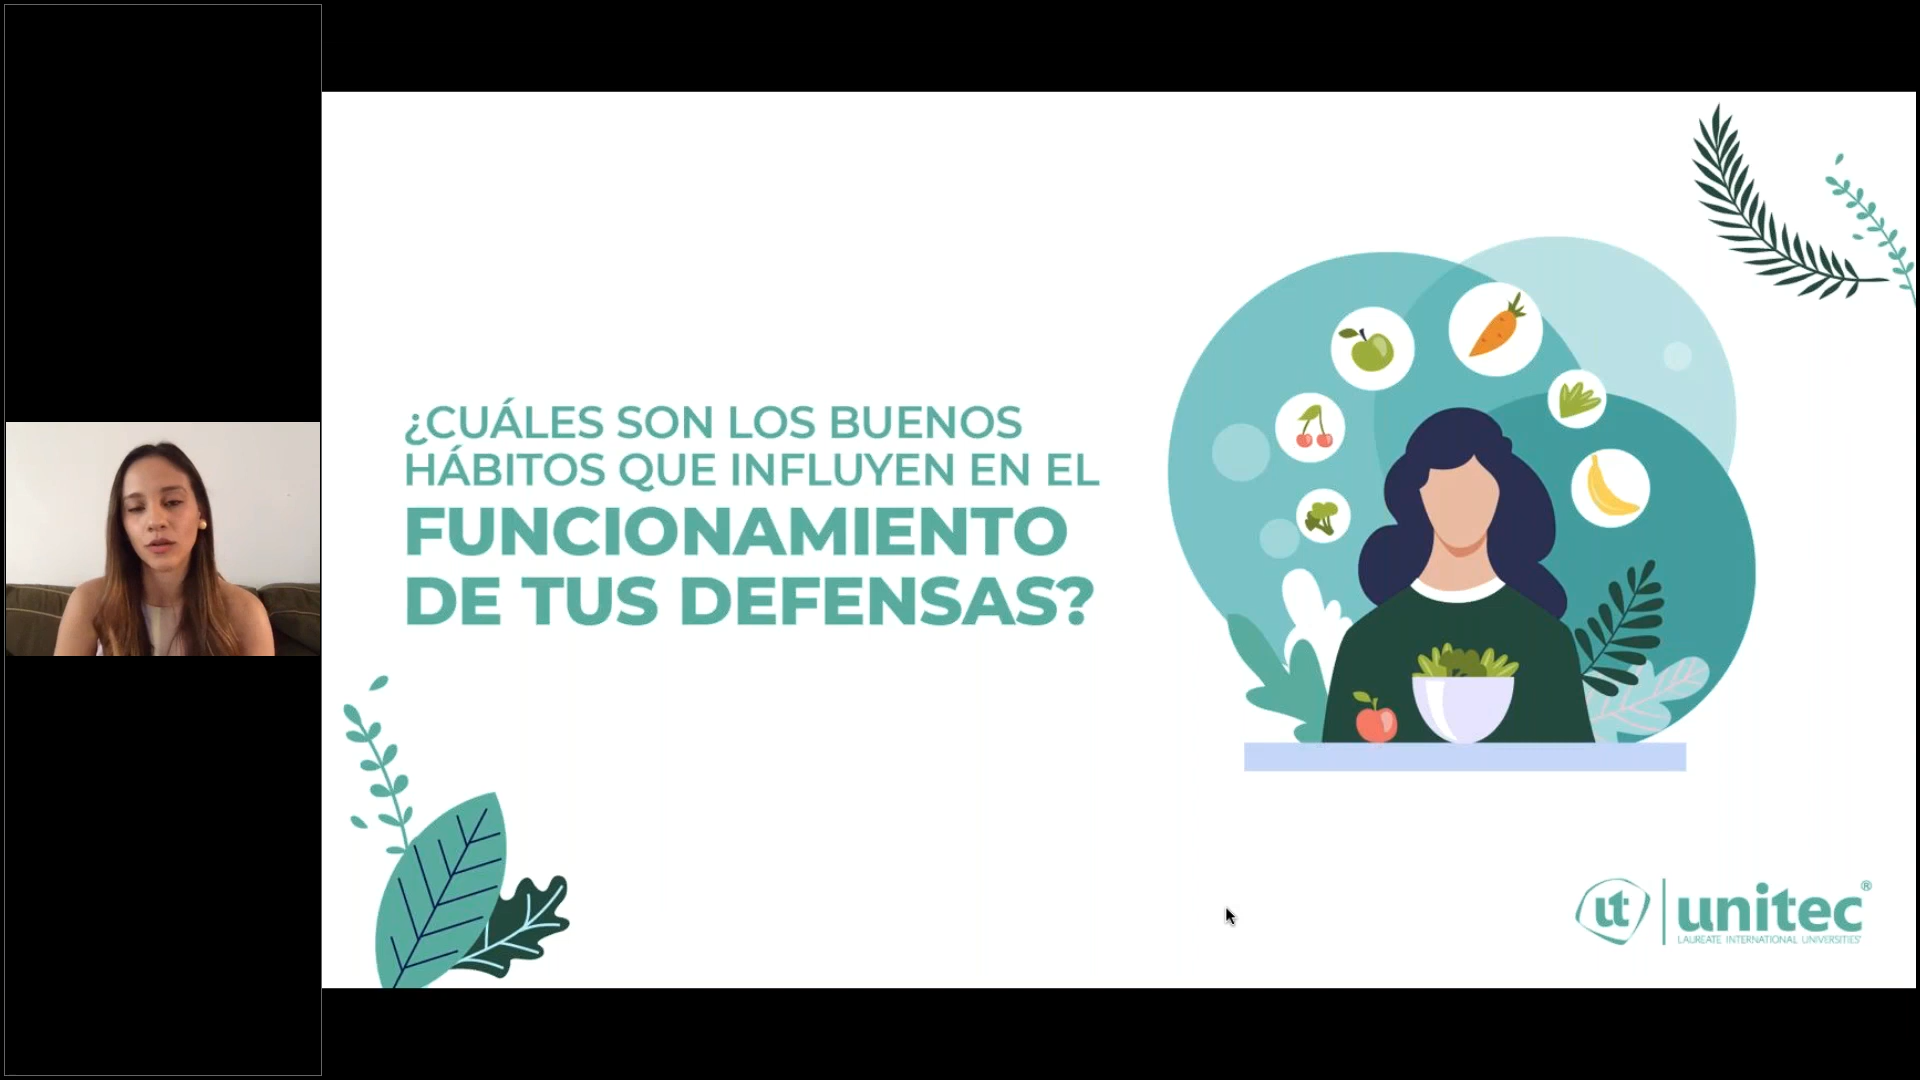 ¿CUÁLES SON LOS BUENOS
HÁBITOS QUE INFLUYEN EN EL
FUNCIONAMIENTO
DE TUS DEFENSAS?
ut unitec®
LAUREATE INTERNATIONAL UNIVERSITIES